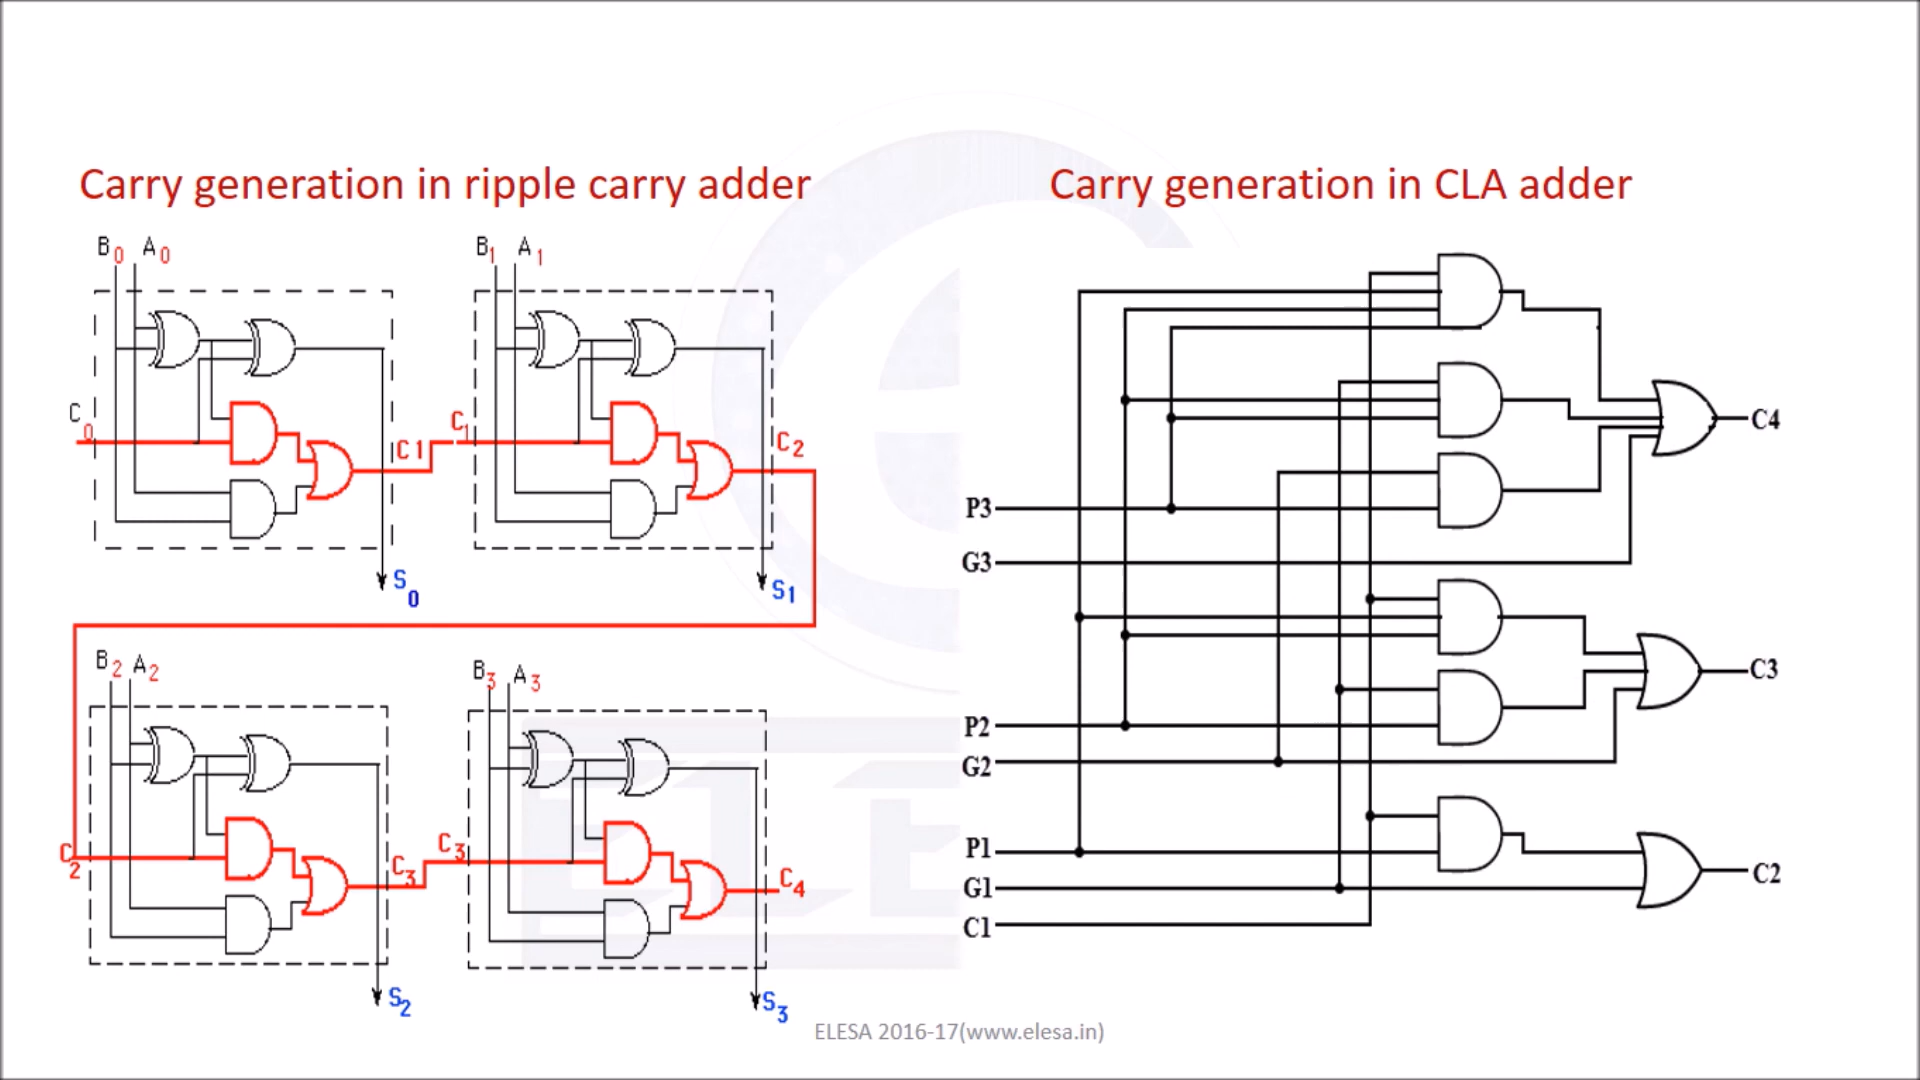 Carry generation in ripple carry adder
Carry generation in CLA adder
B0 A0
B1 A1
C0
C1
C1
C2
S0
S1
B2 A2
B3 A3
C2
C3
C3
C4
S2
S3
P3
G3
P2
G2
P1
G1
C1
C4
C3
C2
ELESA 2016-17(www.elesa.in)